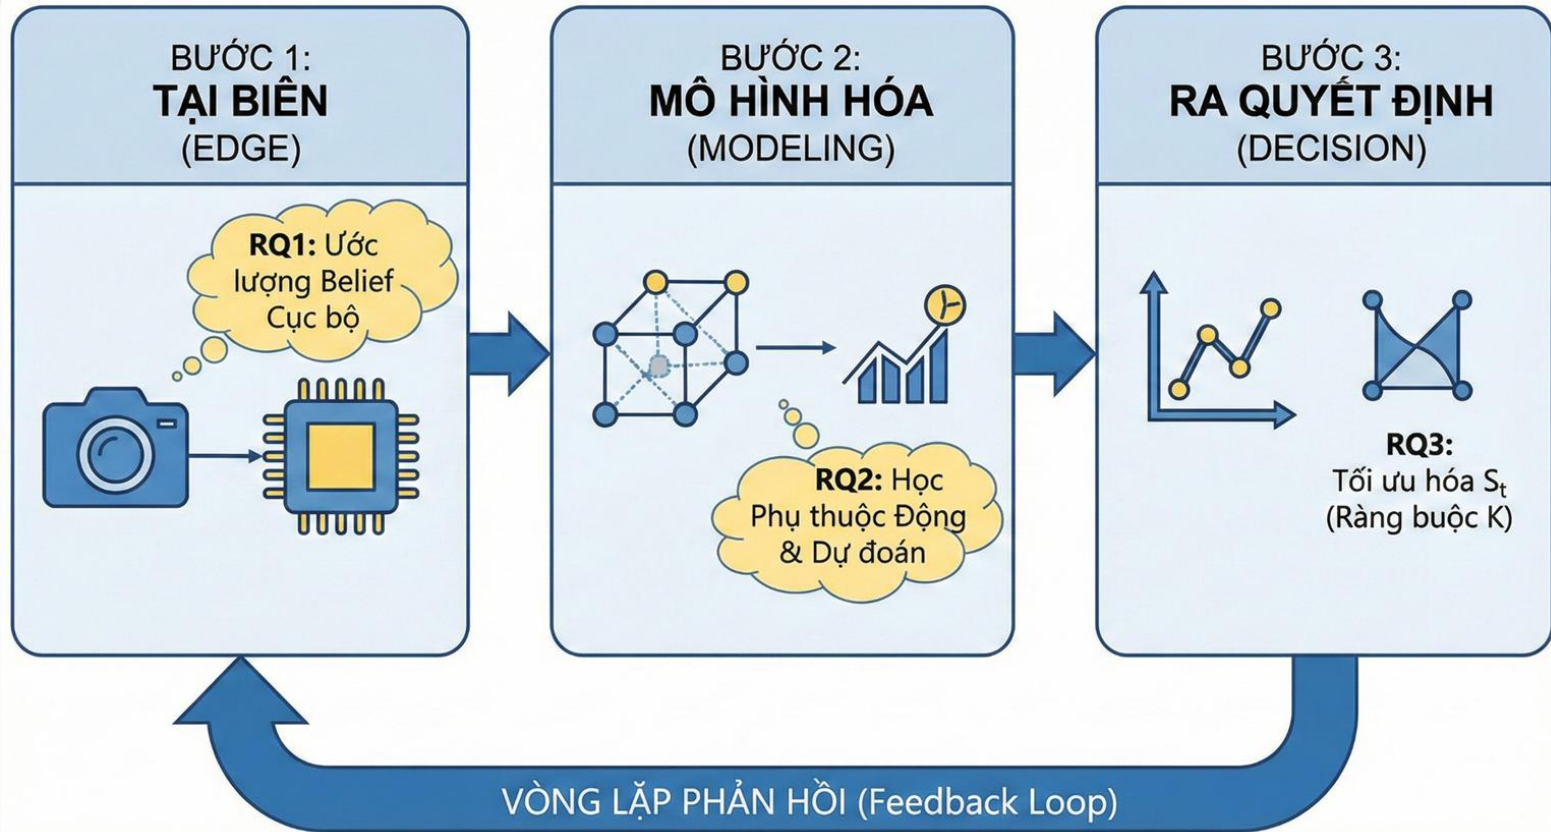 BƯỚC 1:
TẠI BIÊN
(EDGE)
RQ1: Ước
lượng Belief
Cục bộ
BƯỚC 2:
MÔ HÌNH HÓA
(MODELING)
RQ2: Học
Phụ thuộc Động
& Dự đoán
BƯỚC 3:
RA QUYẾT ĐỊNH
(DECISION)
RQ3:
Tối ưu hóa Sₜ
(Ràng buộc K)
VÒNG LẶP PHẢN HỒI (Feedback Loop)